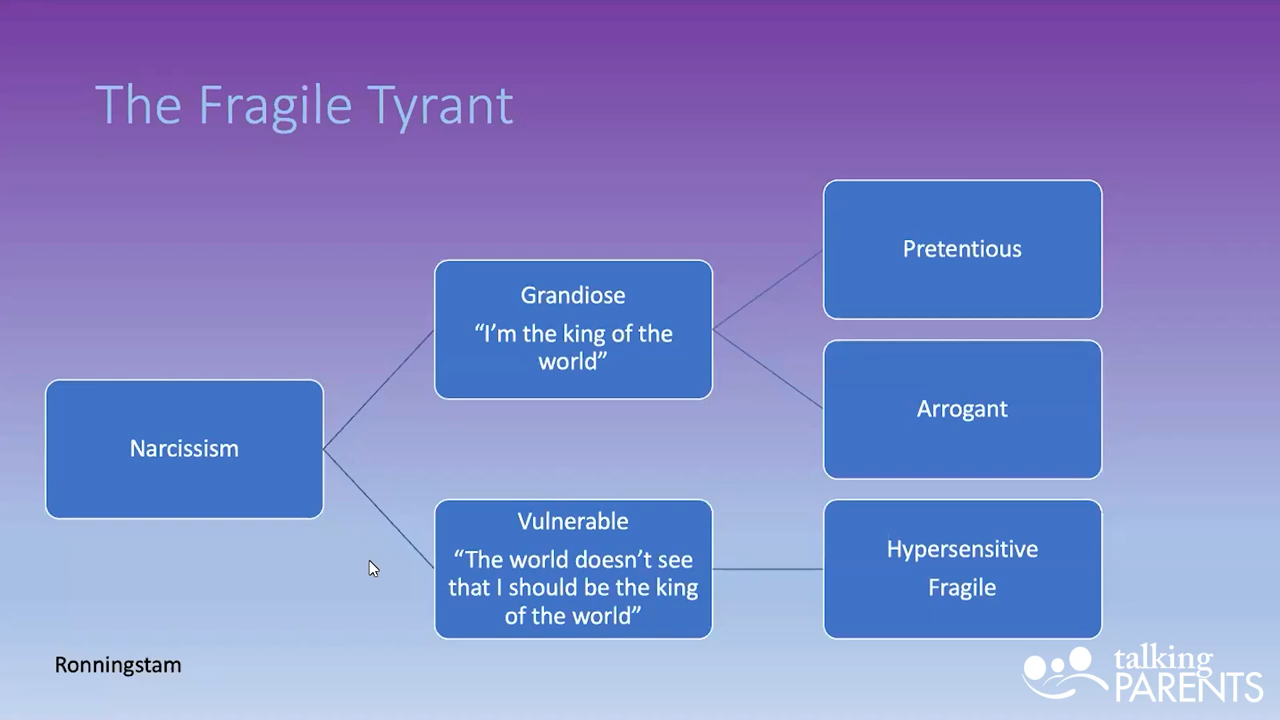 The Fragile Tyrant
Narcissism
Grandiose
“I’m the king of the
world”
Pretentious
Arrogant
Vulnerable
“The world doesn’t see
that I should be the king
of the world”
Hypersensitive
Fragile
Ronningstam
talking
PARENTS